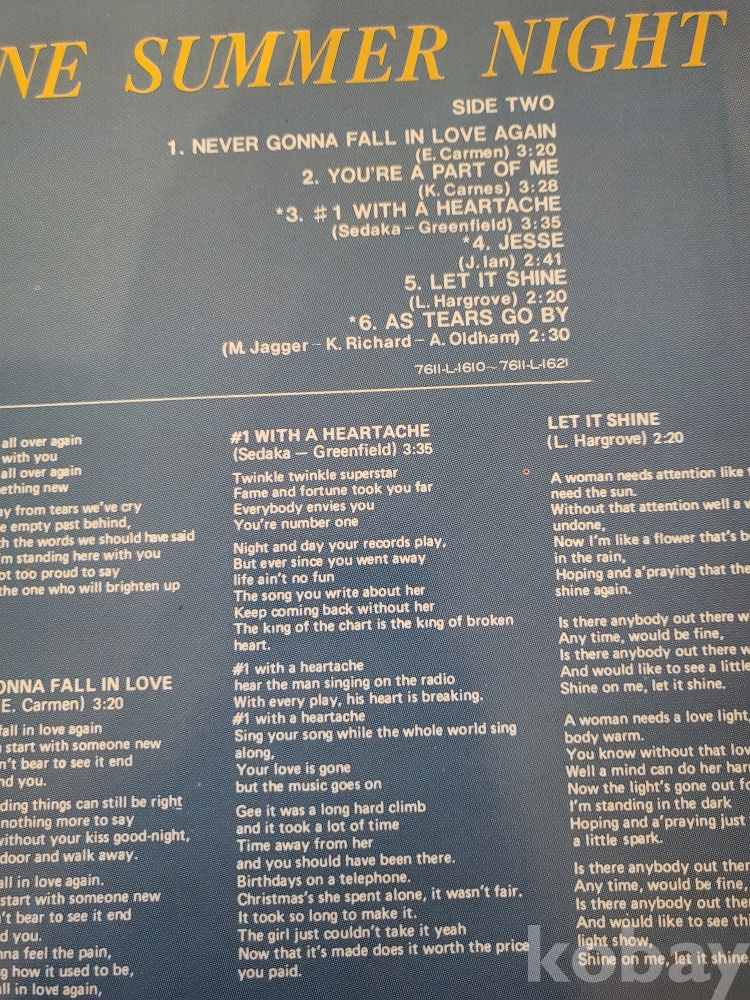 NE SUMMER NIGHT
SIDE TWO
1. NEVER GONNA FALL IN LOVE AGAIN
(E. Carmen) 3:20
2. YOU'RE A PART OF ME
(K. Carnes) 3:28
*3. #1 WITH A HEARTACHE
(Sedaka – Greenfield) 3:35
*4. JESSE
(J. Ian) 2:41
5. LET IT SHINE
(L. Hargrove) 2:20
*6. AS TEARS GO BY
(M. Jagger – K. Richard – A. Oldham) 2:30
7611-L-1610~7611-L-1621
all over again
with you
all over again
ething new
y from tears we've cry
e empty past behind,
h the words we should have said
'm standing here with you
ot too proud to say
the one who will brighten up
ONNA FALL IN LOVE
E. Carmen) 3:20
fall in love again
start with someone new
n't bear to see it end
nd you.
ding things can still be right
nothing more to say
without your kiss good-night,
door and walk away.
all in love again.
start with someone new
't bear to see it end
d you.
nna feel the pain,
g how it used to be,
ll in love again,
#1 WITH A HEARTACHE
(Sedaka – Greenfield) 3:35
Twinkle twinkle superstar
Fame and fortune took you far
Everybody envies you
You're number one
Night and day your records play,
But ever since you went away
life ain't no fun
The song you write about her
Keep coming back without her
The king of the chart is the king of broken
heart.
#1 with a heartache
hear the man singing on the radio
With every play, his heart is breaking.
#1 with a heartache
Sing your song while the whole world sing
along,
Your love is gone
but the music goes on
Gee it was a long hard climb
and it took a lot of time
Time away from her
and you should have been there.
Birthdays on a telephone.
Christmas's she spent alone, it wasn't fair.
It took so long to make it.
The girl just couldn't take it yeah
Now that it's made does it worth the price
you paid.
LET IT SHINE
(L. Hargrove) 2:20
A woman needs attention like
need the sun.
Without that attention well a w
undone,
Now I'm like a flower that's b
in the rain,
Hoping and a'praying that the
shine again.
Is there anybody out there w
Any time, would be fine,
Is there anybody out there w
And would like to see a little
Shine on me, let it shine.
A woman needs a love light
body warm.
You know without that lov
Well a mind can do her har
Now the light's gone out fo
I'm standing in the dark
Hoping and a'praying just
a little spark.
Is there anybody out ther
Any time, would be fine,
Is there anybody out ther
And would like to see th
light show,
Shine on me, let it shine.
kobay